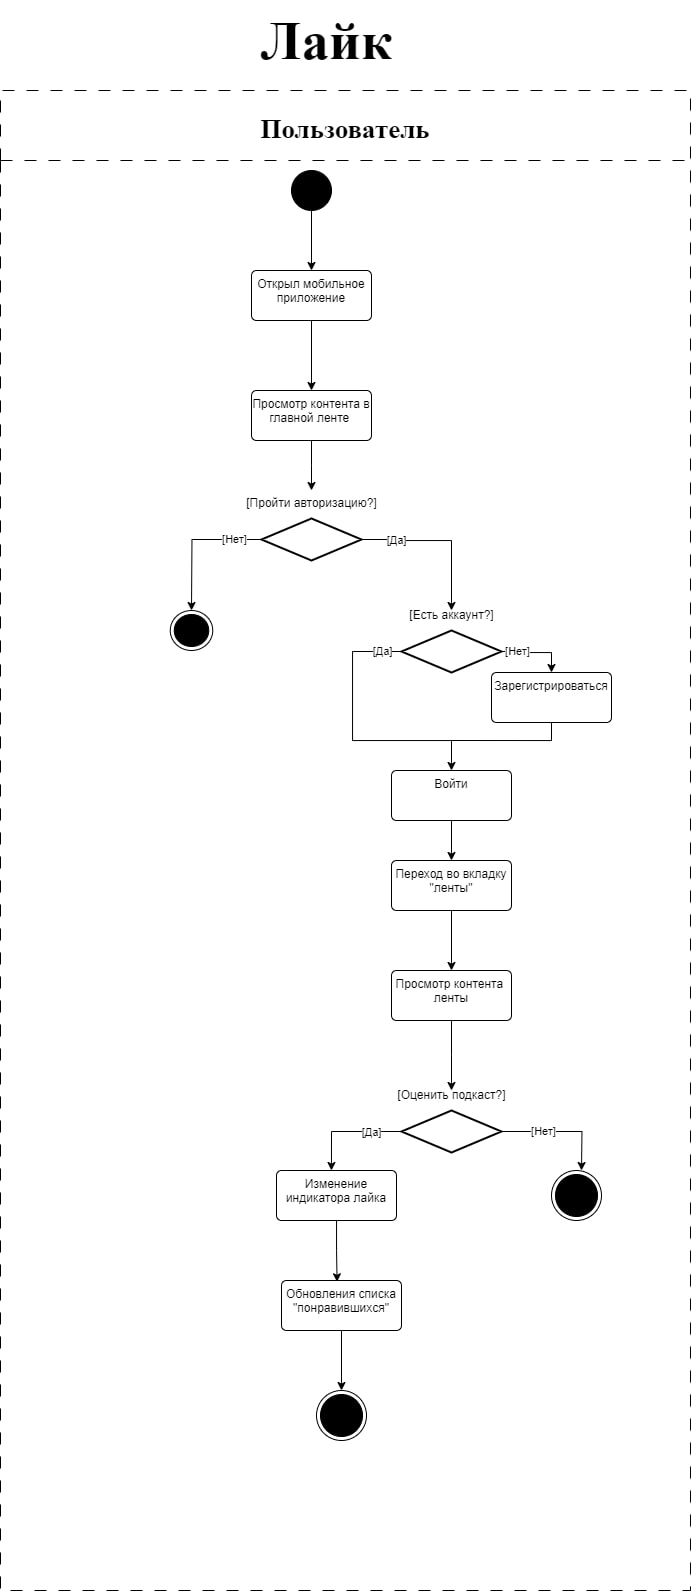 Лайк
Пользователь
Открыл мобильное
приложение
Просмотр контента в
главной ленте
[Пройти авторизацию?]
[Нет]
[Да]
[Есть аккаунт?]
[Да]
[Нет]
Зарегистрироваться
Войти
Переход во вкладку
"ленты"
Просмотр контента
ленты
[Оценить подкаст?]
[Да]
[Нет]
Изменение
индикатора лайка
Обновления списка
"понравившихся"